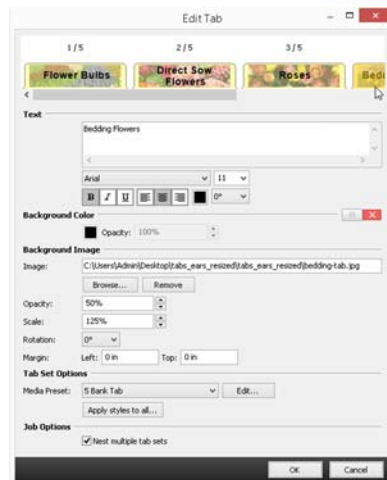 Edit Tab
1/5 2/5 3/5
Flower Bulbs Direct Sow Flowers Roses Bedd
Text
Bedding Flowers
Arial 11
B I U 0°
Background Color
Opacity: 100%
Background Image
Image: C:\Users\Admin\Desktop\tabs_ears_resized\tabs_ears_resized\bedding-tab.jpg
Browse... Remove
Opacity: 50%
Scale: 125%
Rotation: 0°
Margin: Left: 0 in Top: 0 in
Tab Set Options
Media Preset: 5 Bank Tab Edit...
Apply styles to all...
Job Options
Nest multiple tab sets
OK Cancel